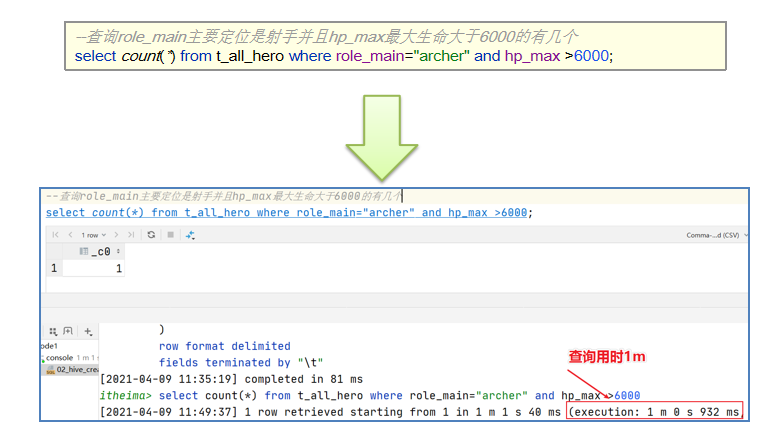 --查询role_main主要定位是射手并且hp_max最大生命大于6000的有几个
select count(*) from t_all_hero where role_main="archer" and hp_max >6000;
--查询role_main主要定位是射手并且hp_max最大生命大于6000的有几个
select count(*) from t_all_hero where role_main="archer" and hp_max >6000;
1 row
Comma-...d (CSV)
_c0
1 1
)
ode1
row format delimited
console 1 m 1 s
fields terminated by "\t"
查询用时1m
02_hive_crea
[2021-04-09 11:35:19] completed in 81 ms
itheima> select count(*) from t_all_hero where role_main="archer" and hp_max >6000
[2021-04-09 11:49:37] 1 row retrieved starting from 1 in 1 m 1 s 40 ms (execution: 1 m 0 s 932 ms,